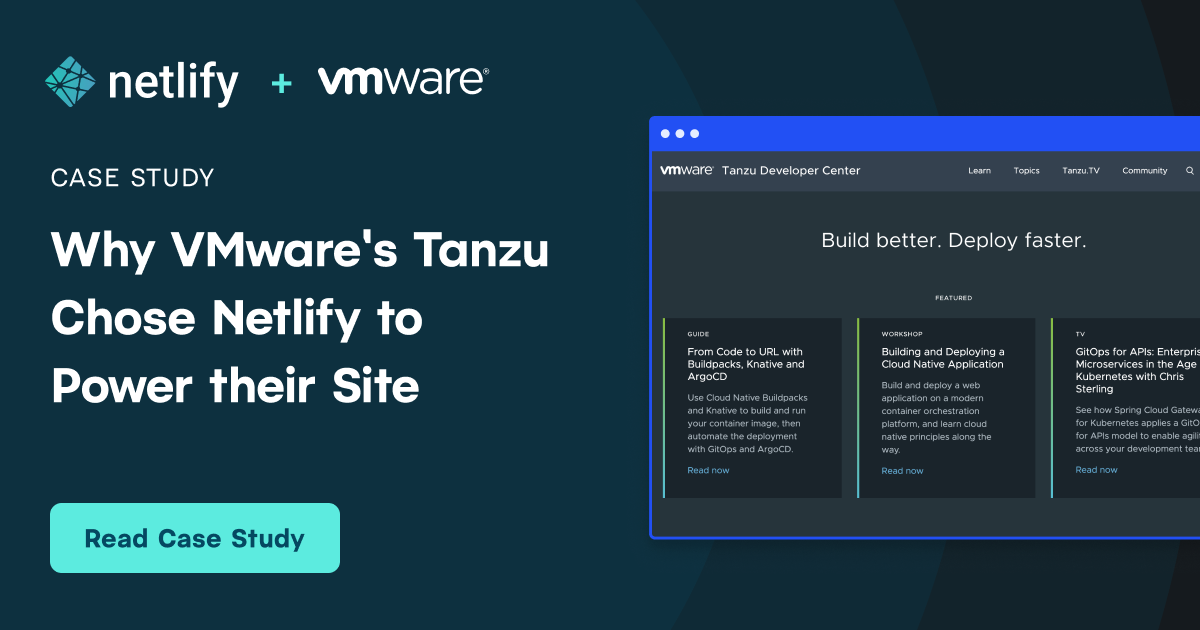 netlify + vmware®
CASE STUDY
Why VMware's Tanzu
Chose Netlify to
Power their Site
Read Case Study
vmware® Tanzu Developer Center
Learn Topics Tanzu.TV Community
Build better. Deploy faster.
FEATURED
GUIDE
From Code to URL with
Buildpacks, Knative and
ArgoCD
Use Cloud Native Buildpacks
and Knative to build and run
your container image, then
automate the deployment
with GitOps and ArgoCD.
Read now
WORKSHOP
Building and Deploying a
Cloud Native Application
Build and deploy a web
application on a modern
container orchestration
platform, and learn cloud
native principles along the
way.
Read now
TV
GitOps for APIs:
Microservices in the Age
Kubernetes with Chris
Sterling
See how Spring Cloud
for Kubernetes applies a
for APIs model to enable
across your development
Read now